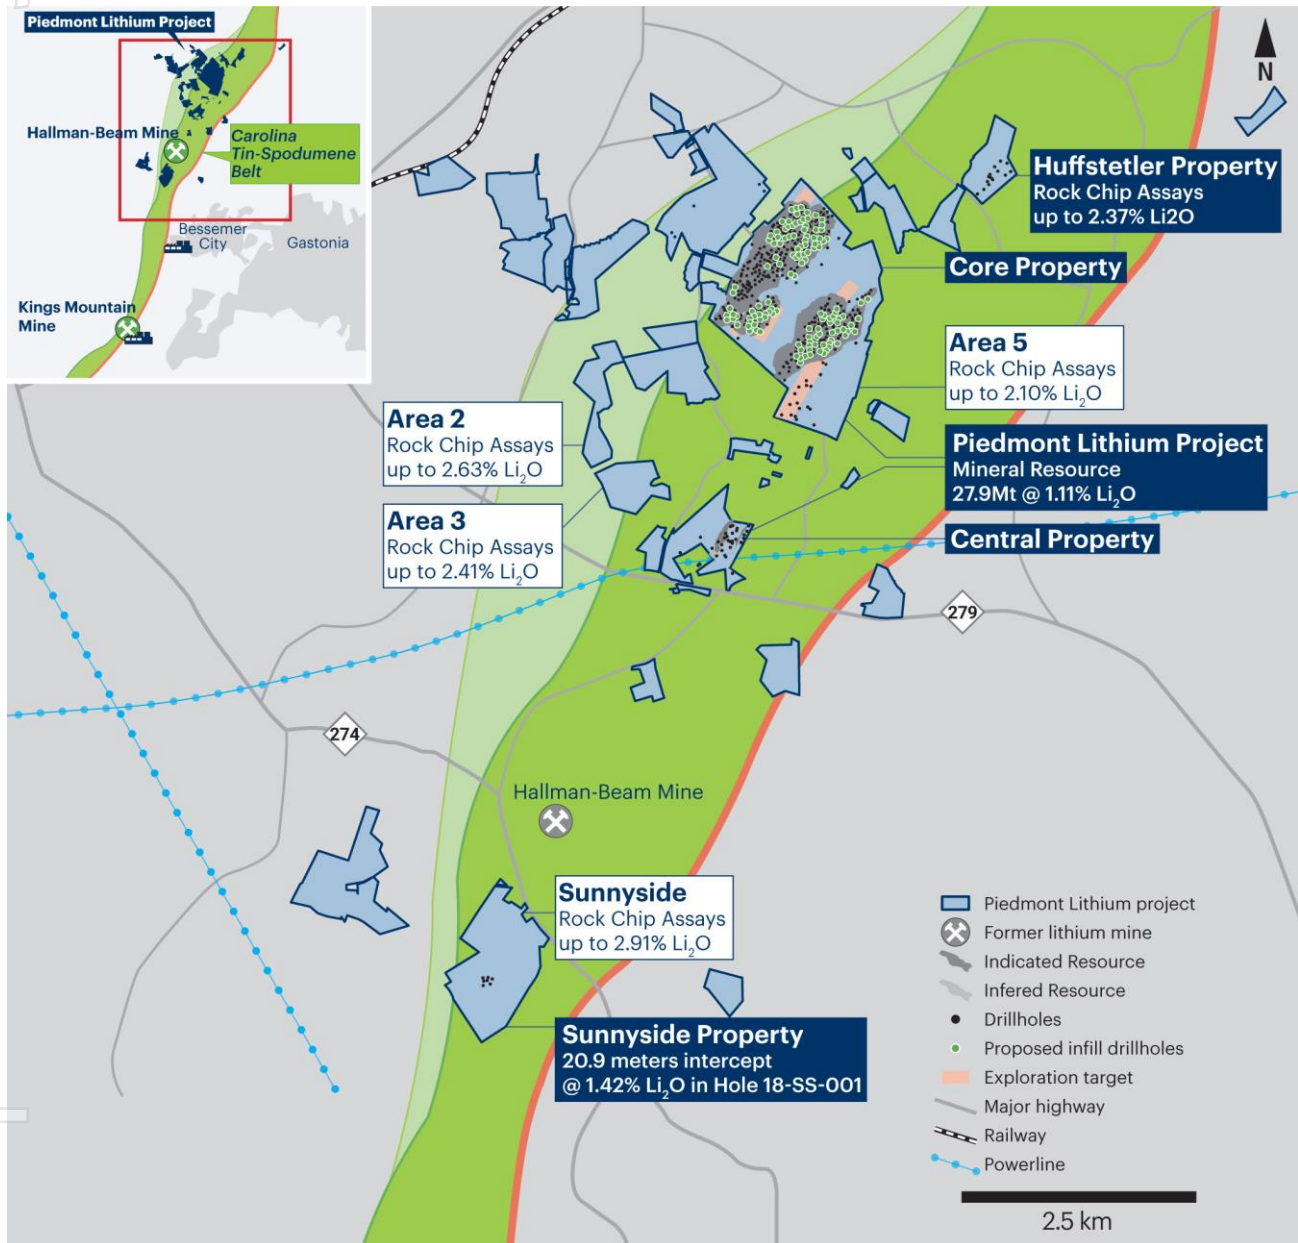 Piedmont Lithium Project
Hallman-Beam Mine
Carolina
Tin-Spodumene
Belt
Bessemer
City
Gastonia
Kings Mountain
Mine
N
Huffstetler Property
Rock Chip Assays
up to 2.37% Li2O
Core Property
Area 5
Rock Chip Assays
up to 2.10% Li₂O
Area 2
Rock Chip Assays
up to 2.63% Li₂O
Piedmont Lithium Project
Mineral Resource
27.9Mt @ 1.11% Li₂O
Area 3
Rock Chip Assays
up to 2.41% Li₂O
Central Property
279
274
Hallman-Beam Mine
Sunnyside
Rock Chip Assays
up to 2.91% Li₂O
Sunnyside Property
20.9 meters intercept
@ 1.42% Li₂O in Hole 18-SS-001
Piedmont Lithium project
Former lithium mine
Indicated Resource
Infered Resource
Drillholes
Proposed infill drillholes
Exploration target
Major highway
Railway
Powerline
2.5 km